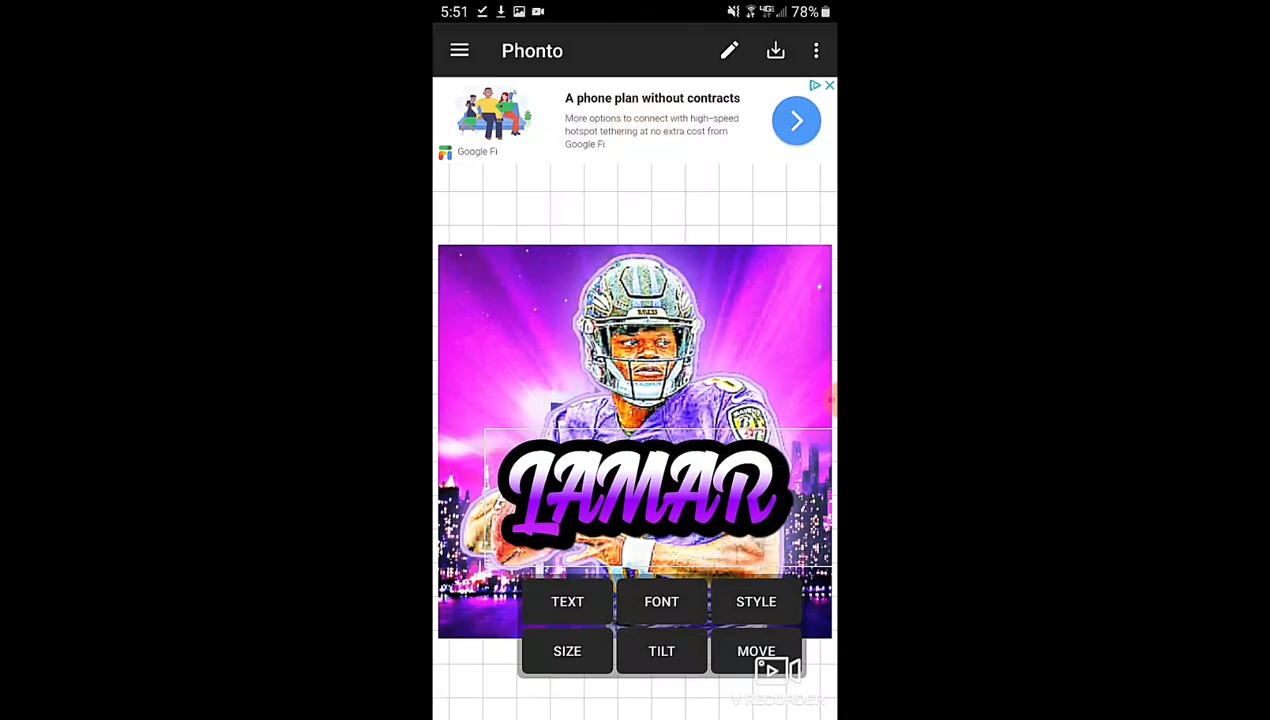 5:51 78%
Phonto
A phone plan without contracts
More options to connect with high-speed
hotspot tethering at no extra cost from
Google Fi.
Google Fi
LAMAR
TEXT FONT STYLE
SIZE TILT MOVE
V RECORDER